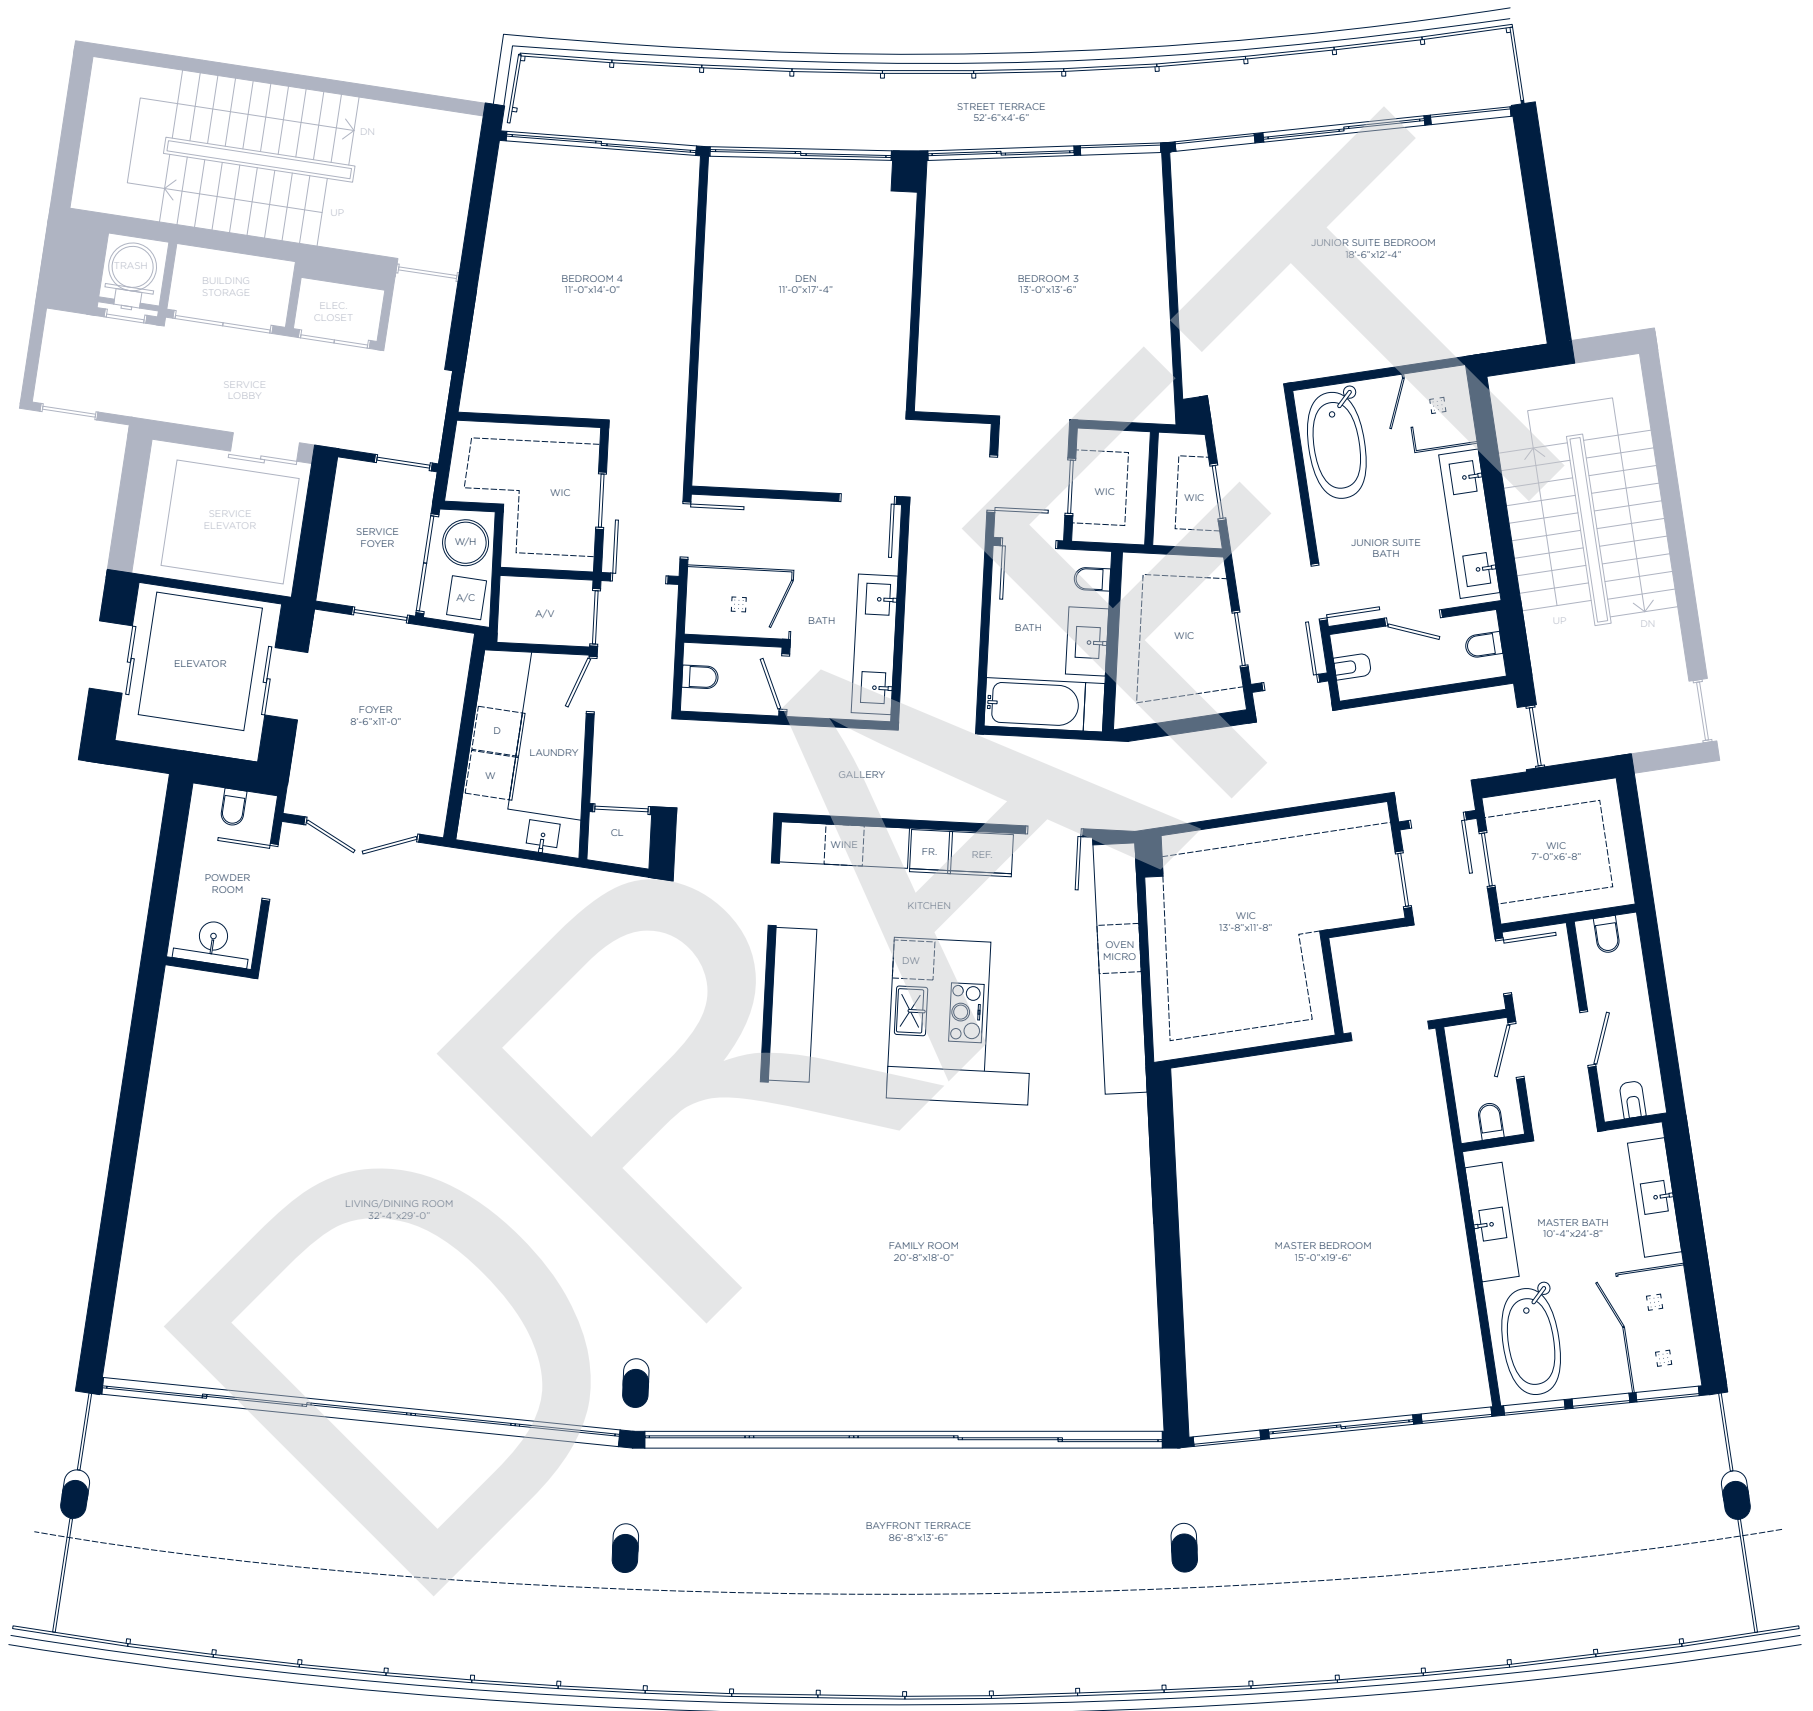 STREET TERRACE
52'-6"x4'-6"
DN
UP
TRASH
BUILDING
STORAGE
ELEC.
CLOSET
SERVICE
LOBBY
BEDROOM 4
11'-0"x14'-0"
DEN
11'-0"x17'-4"
BEDROOM 3
13'-0"x13'-6"
JUNIOR SUITE BEDROOM
18'-6"x12'-4"
WIC
WIC
WIC
SERVICE
ELEVATOR
SERVICE
FOYER
W/H
A/C
A/V
BATH
BATH
WIC
JUNIOR SUITE
BATH
UP
DN
ELEVATOR
FOYER
8'-6"x11'-0"
D
W
LAUNDRY
GALLERY
CL
WINE
FR.
REF.
KITCHEN
DW
OVEN
MICRO
POWDER
ROOM
WIC
13'-8"x11'-8"
WIC
7'-0"x6'-8"
LIVING/DINING ROOM
32'-4"x29'-0"
FAMILY ROOM
20'-8"x18'-0"
MASTER BEDROOM
15'-0"x19'-6"
MASTER BATH
10'-4"x24'-8"
BAYFRONT TERRACE
86'-8"x13'-6"
DRAFT